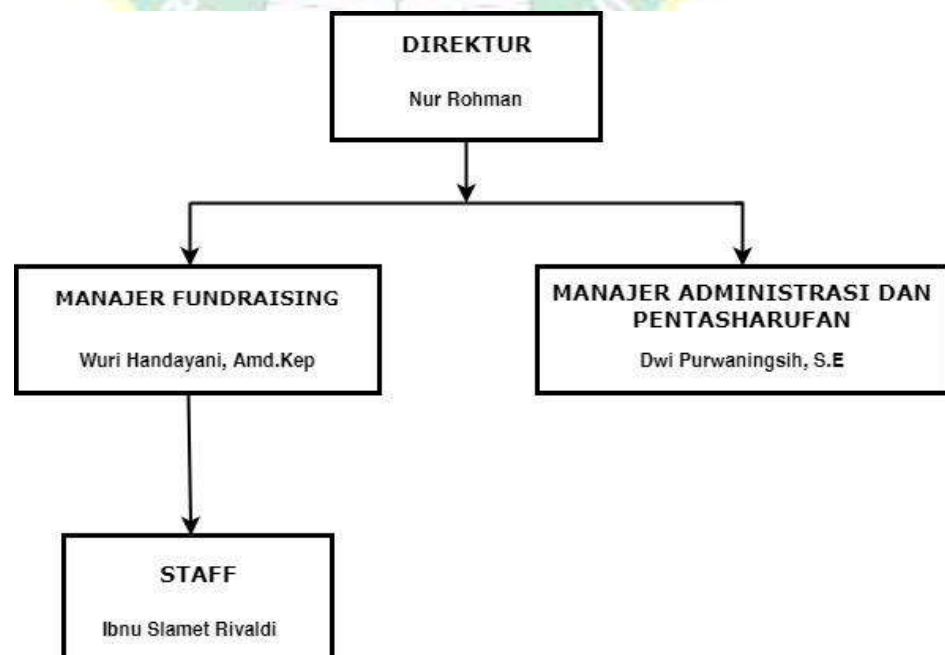 DIREKTUR
Nur Rohman
MANAJER FUNDRAISING
Wuri Handayani, Amd.Kep
MANAJER ADMINISTRASI DAN
PENTASHARUFAN
Dwi Purwaningsih, S.E
STAFF
Ibnu Slamet Rivaldi